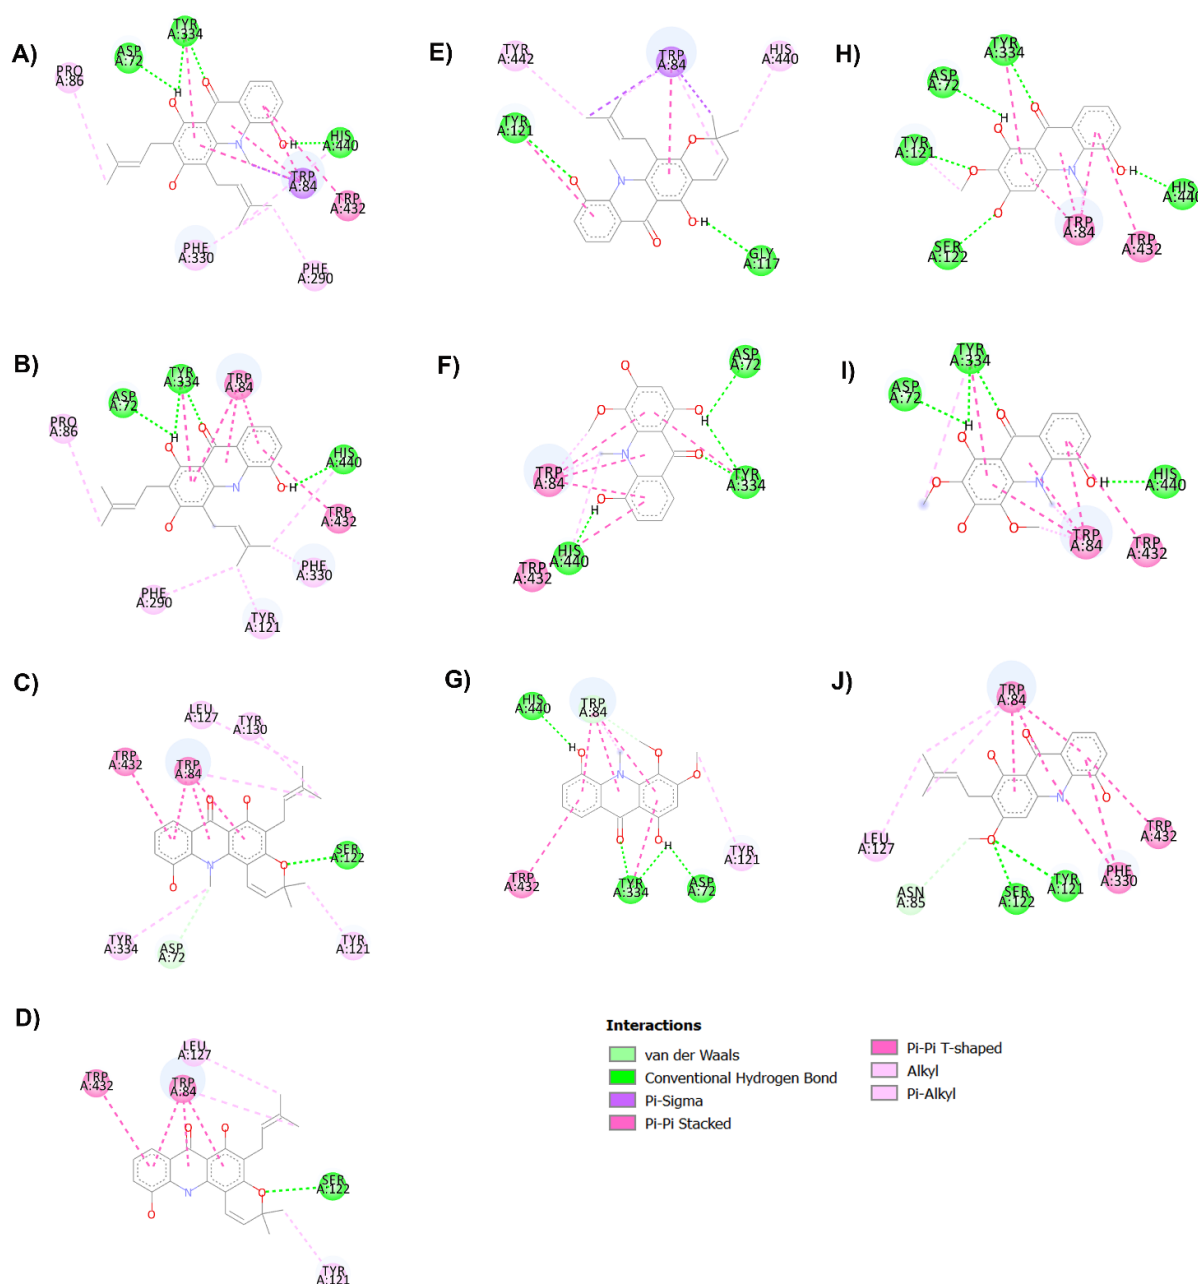 A)
TYR
A:334
ASP
A:72
PRO
A:86
O
O
H
N
O
H
HIS
A:440
TRP
A:84
TRP
A:432
O
PHE
A:330
PHE
A:290
B)
TYR
A:334
TRP
A:84
ASP
A:72
PRO
A:86
O
H
O
HIS
A:440
N
O
H
O
TRP
A:432
PHE
A:330
PHE
A:290
TYR
A:121
C)
LEU
A:127
TYR
A:130
TRP
A:432
TRP
A:84
O
O
SER
A:122
O
N
O
TYR
A:334
ASP
A:72
TYR
A:121
D)
LEU
A:127
TRP
A:432
TRP
A:84
O
O
SER
A:122
N
O
O
TYR
A:121
E)
TYR
A:442
TRP
A:84
HIS
A:440
TYR
A:121
O
O
N
O
O
H
GLY
A:117
F)
ASP
A:72
O
O
O
H
TRP
A:84
N
O
TYR
A:334
O
H
HIS
A:440
TRP
A:432
G)
HIS
A:440
TRP
A:84
H
O
O
O
N
O
O
H
TYR
A:121
TRP
A:432
TYR
A:334
ASP
A:72
H)
TYR
A:334
ASP
A:72
O
H
O
TYR
A:121
O
N
O
H
HIS
A:440
O
SER
A:122
TRP
A:84
TRP
A:432
I)
TYR
A:334
ASP
A:72
H
O
O
O
N
O
H
HIS
A:440
O
O
TRP
A:84
TRP
A:432
J)
TRP
A:84
O
O
N
O
O
LEU
A:127
TRP
A:432
ASN
A:85
SER
A:122
TYR
A:121
PHE
A:330
Interactions
van der Waals
Conventional Hydrogen Bond
Pi-Sigma
Pi-Pi Stacked
Pi-Pi T-shaped
Alkyl
Pi-Alkyl